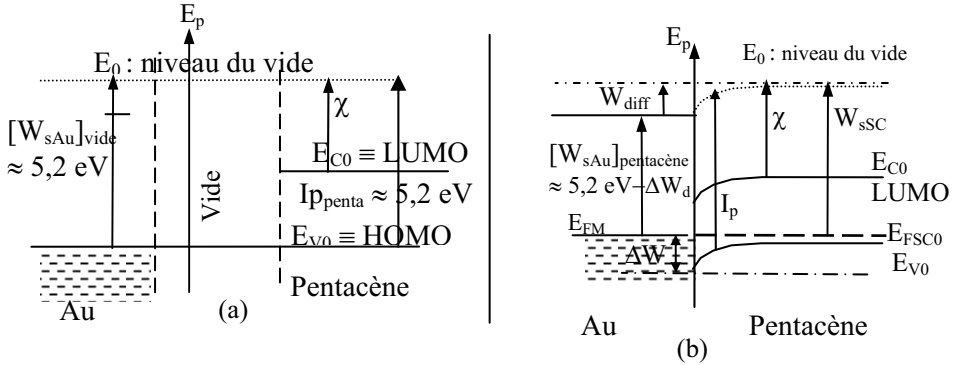 E_p
E_0 : niveau du vide
[W_sAu]_vide
≈ 5,2 eV
χ
E_C0 ≡ LUMO
Vide
Ip_penta ≈ 5,2 eV
E_V0 ≡ HOMO
Au
Pentacène
(a)
E_p
E_0 : niveau du vide
W_diff
χ
W_sSC
[W_sAu]_pentacène
≈ 5,2 eV–ΔW_d
I_p
E_C0
LUMO
E_FM
E_FSC0
ΔW
E_V0
Au
Pentacène
(b)